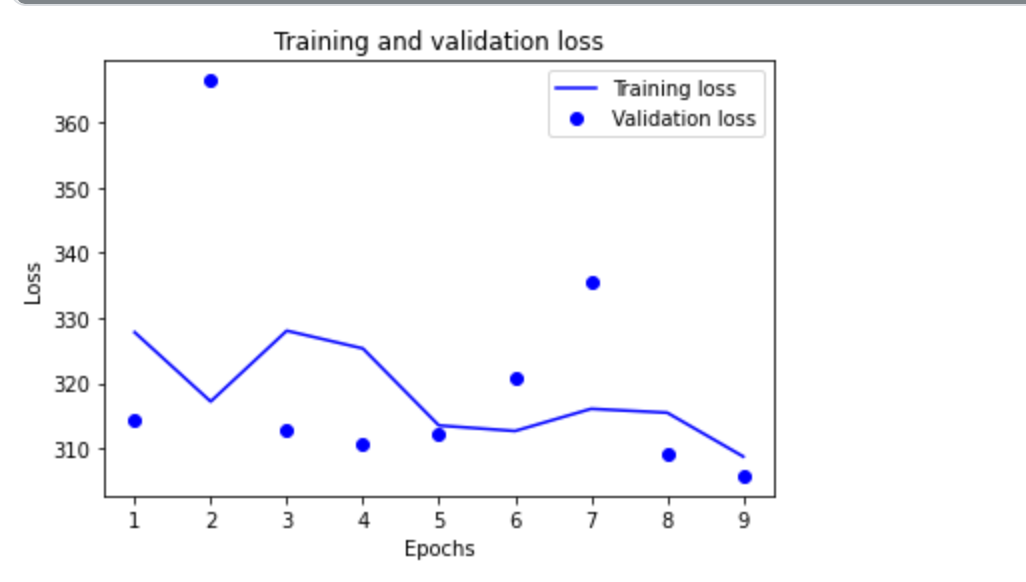 Training and validation loss
Training loss
Validation loss
360
350
340
330
320
310
Loss
1 2 3 4 5 6 7 8 9
Epochs